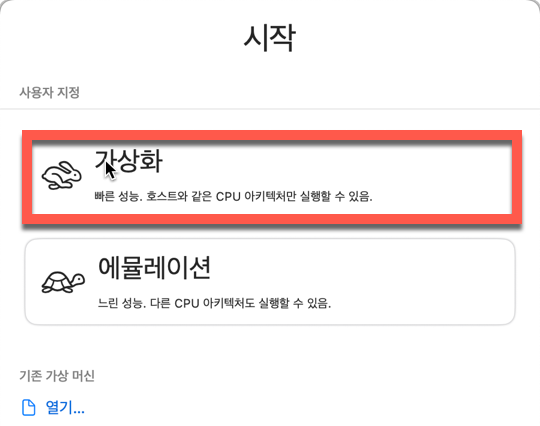 시작
사용자 지정
가상화
빠른 성능. 호스트와 같은 CPU 아키텍처만 실행할 수 있음.
에뮬레이션
느린 성능. 다른 CPU 아키텍처도 실행할 수 있음.
기존 가상 머신
열기...